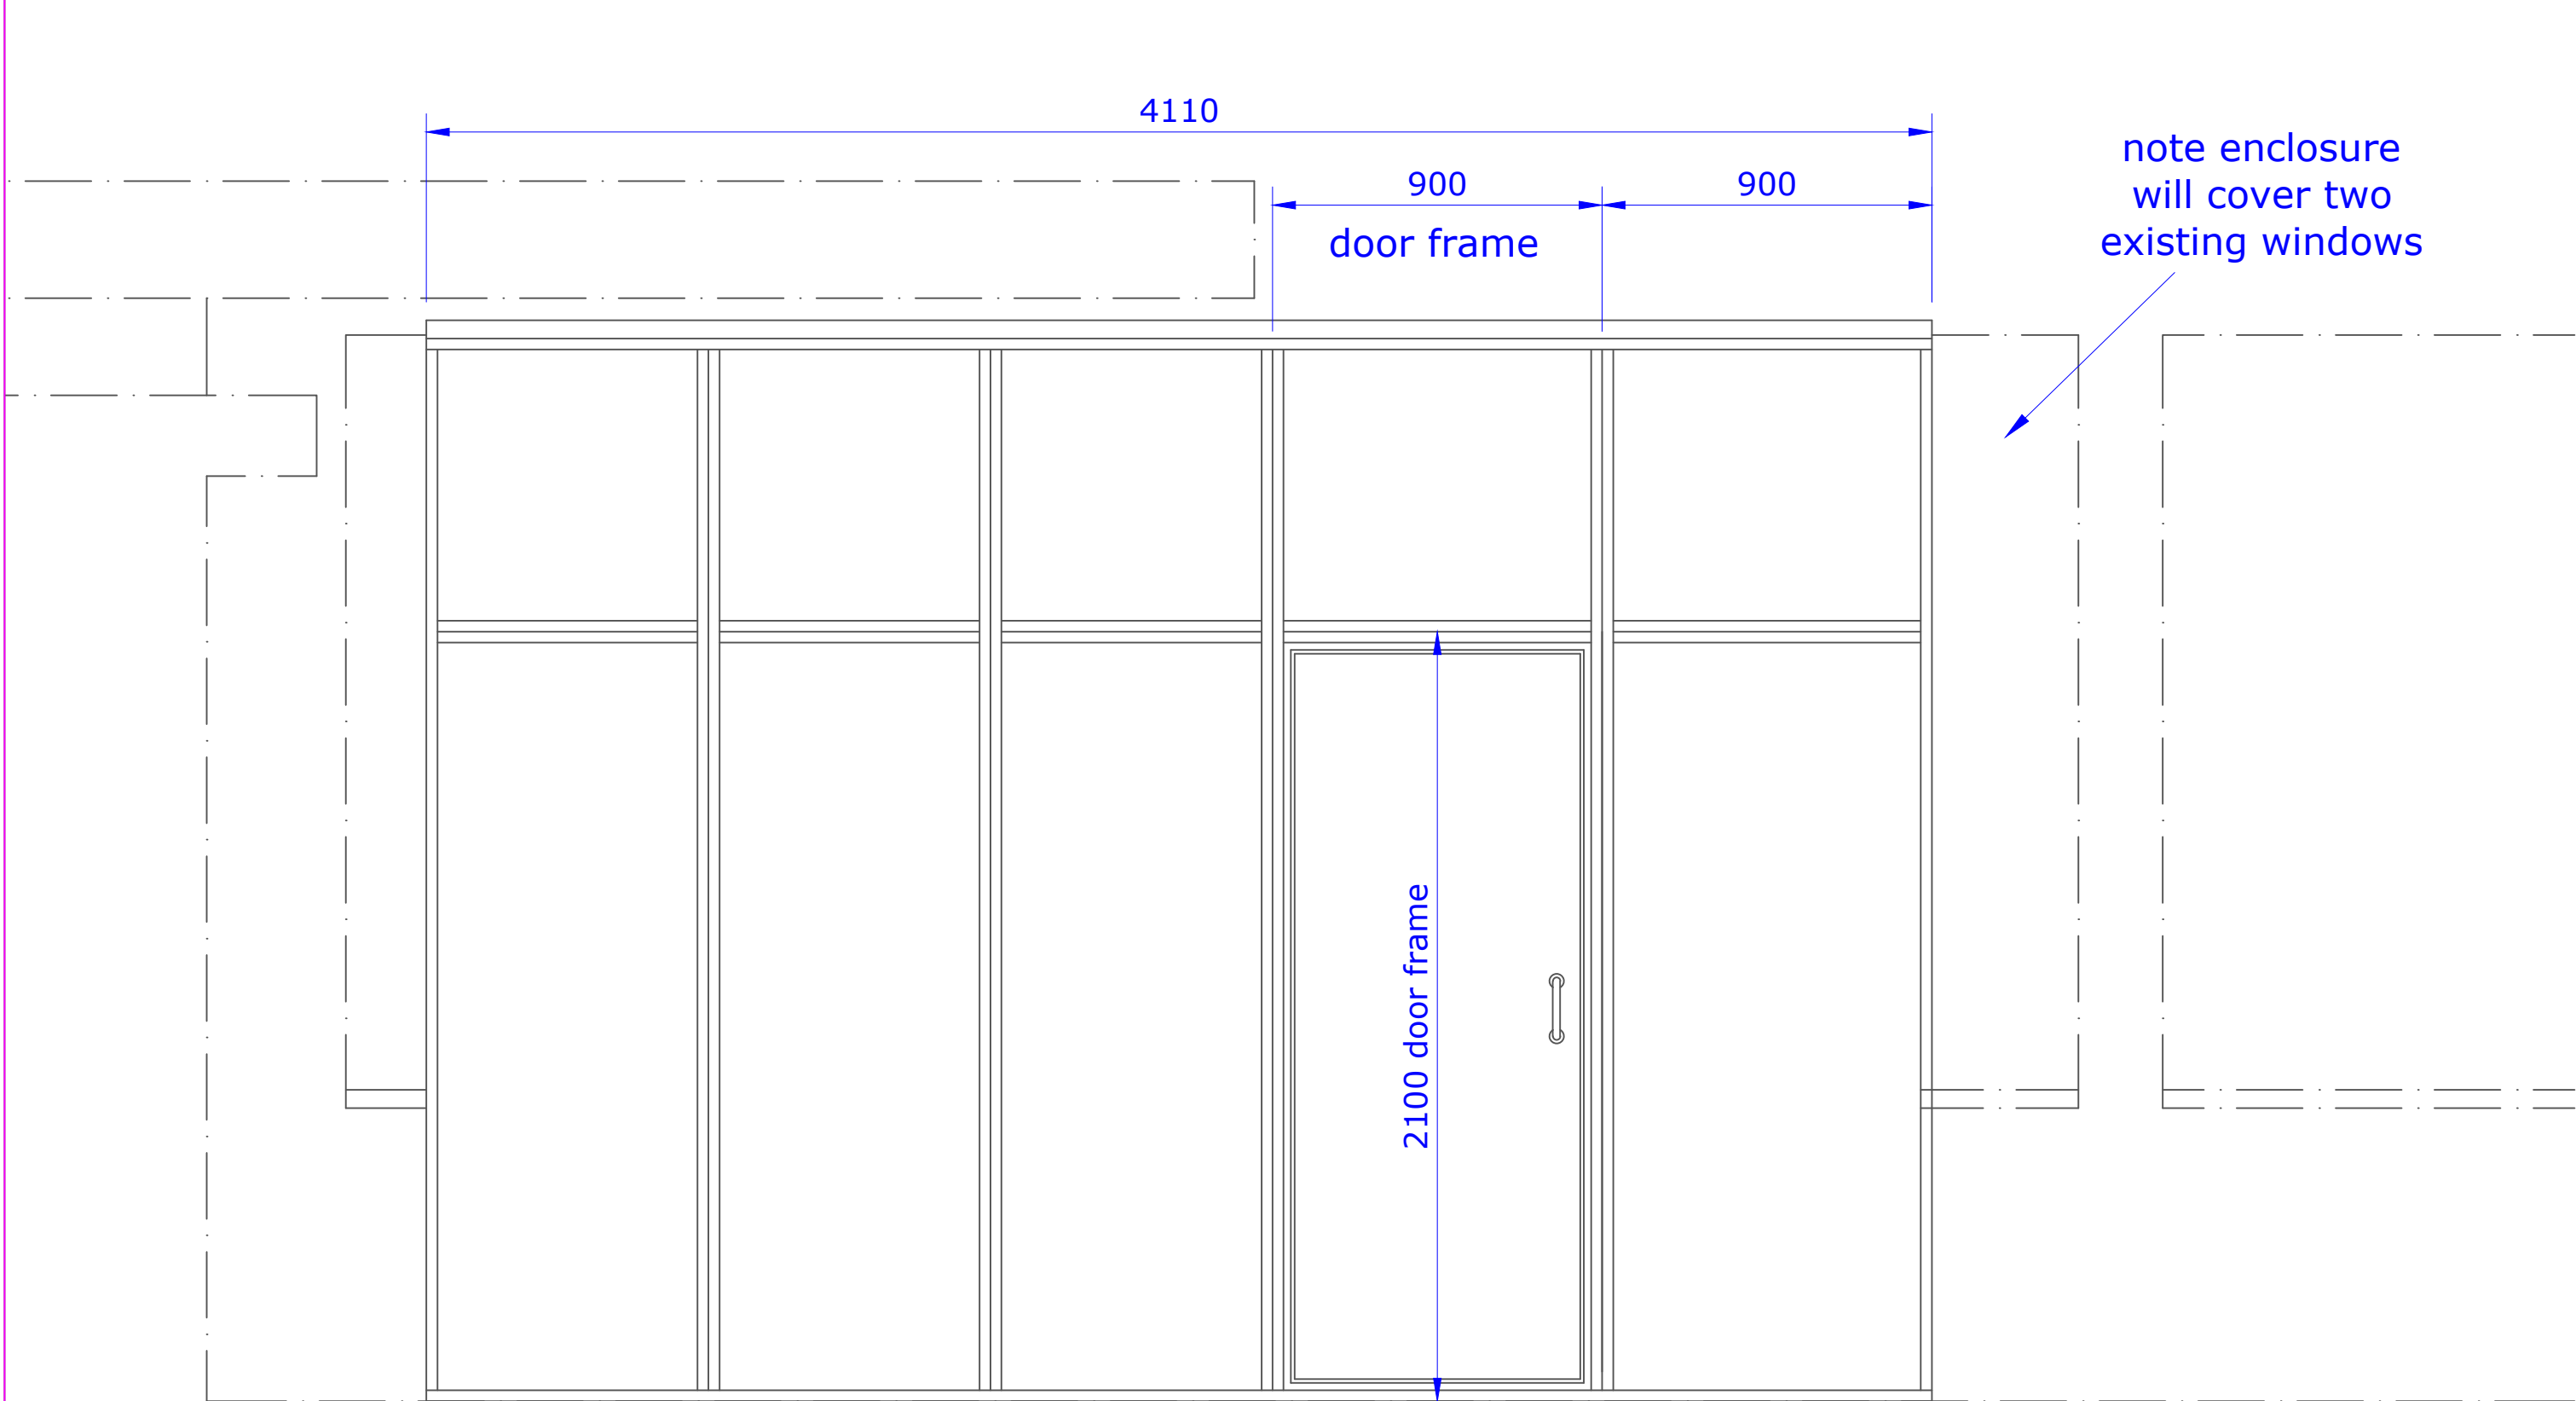 4110
900
900
door frame
note enclosure
will cover two
existing windows
2100 door frame